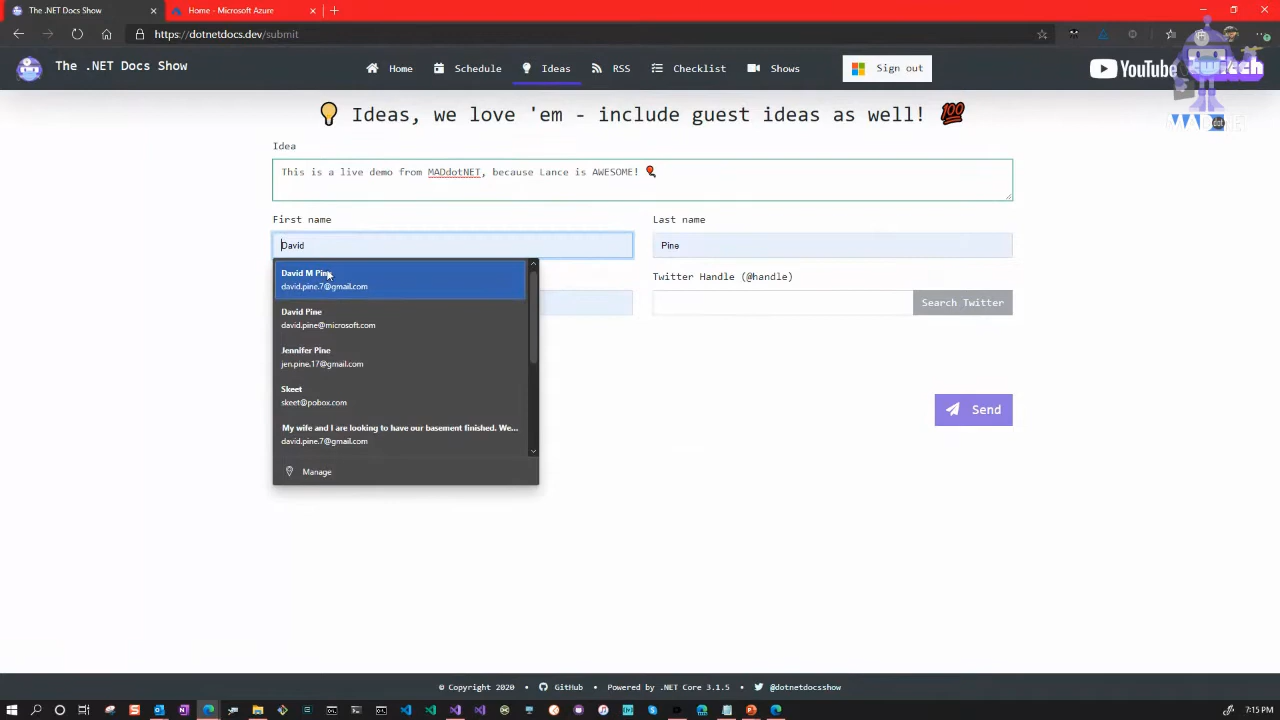 The .NET Docs Show
Home - Microsoft Azure
https://dotnetdocs.dev/submit
The .NET Docs Show
Home
Schedule
Ideas
RSS
Checklist
Shows
Sign out
YouTube
Twitch
MAD dot NET
Ideas, we love 'em - include guest ideas as well! 💯
Idea
This is a live demo from MADdotNET, because Lance is AWESOME! 🎈
First name
Last name
David
Pine
David M Pine
david.pine.7@gmail.com
Twitter Handle (@handle)
Search Twitter
David Pine
david.pine@microsoft.com
Jennifer Pine
jen.pine.17@gmail.com
Skeet
skeet@pobox.com
My wife and I are looking to have our basement finished. We...
david.pine.7@gmail.com
Manage
Send
© Copyright 2020 • GitHub • Powered by .NET Core 3.1.5 • @dotnetdocsshow
7:15 PM